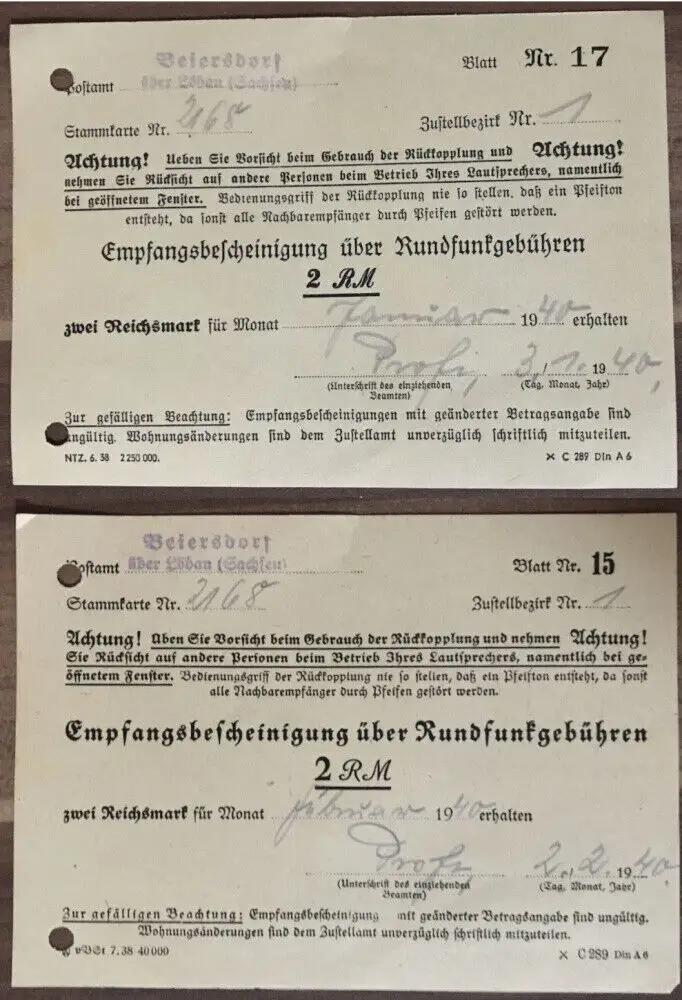 Beiersdorf
über Löbau (Sachsen)
Postamt
Blatt Nr. 17
Stammkarte Nr. 2168
Zustellbezirk Nr. 1
Achtung! Ueben Sie Vorsicht beim Gebrauch der Rückkopplung und Achtung!
nehmen Sie Rücksicht auf andere Personen beim Betrieb Ihres Lautsprechers, namentlich
bei geöffnetem Fenster. Bedienungsgriff der Rückkopplung nie so stellen, daß ein Pfeifton
entsteht, da sonst alle Nachbarempfänger durch Pfeifen gestört werden.
Empfangsbescheinigung über Rundfunkgebühren
2 RM
zwei Reichsmark für Monat Januar 1940 erhalten
3.1.1940,
(Unterschrift des einziehenden
Beamten)
(Tag, Monat, Jahr)
Zur gefälligen Beachtung: Empfangsbescheinigungen mit geänderter Betragsangabe sind
ungültig. Wohnungsänderungen sind dem Zustellamt unverzüglich schriftlich mitzuteilen.
NTZ. 6. 38 2 250 000.
× C 289 Din A 6
Beiersdorf
über Löbau (Sachsen)
Postamt
Blatt Nr. 15
Stammkarte Nr. 2168
Zustellbezirk Nr. 1
Achtung! Üben Sie Vorsicht beim Gebrauch der Rückkopplung und nehmen Achtung!
Sie Rücksicht auf andere Personen beim Betrieb Ihres Lautsprechers, namentlich bei ge=
öffnetem Fenster. Bedienungsgriff der Rückkopplung nie so stellen, daß ein Pfeifton entsteht, da sonst
alle Nachbarempfänger durch Pfeifen gestört werden.
Empfangsbescheinigung über Rundfunkgebühren
2 RM
zwei Reichsmark für Monat Februar 1940 erhalten
2.2.1940
(Unterschrift des einziehenden
Beamten)
(Tag, Monat, Jahr)
Zur gefälligen Beachtung: Empfangsbescheinigung mit geänderter Betragsangabe sind ungültig.
Wohnungsänderungen sind dem Zustellamt unverzüglich schriftlich mitzuteilen.
7.38 40 000
× C 289 Din A 6